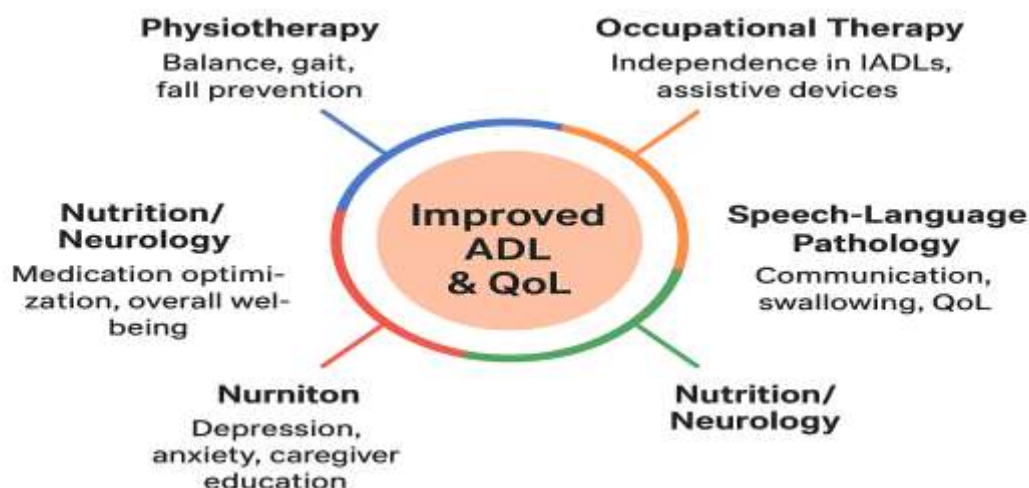 Physiotherapy
Balance, gait,
fall prevention
Occupational Therapy
Independence in IADLs,
assistive devices
Nutrition/
Neurology
Medication optimi-
zation, overall wel-
being
Improved
ADL
& QoL
Speech-Language
Pathology
Communication,
swallowing, QoL
Nurniton
Depression,
anxiety, caregiver
education
Nutrition/
Neurology